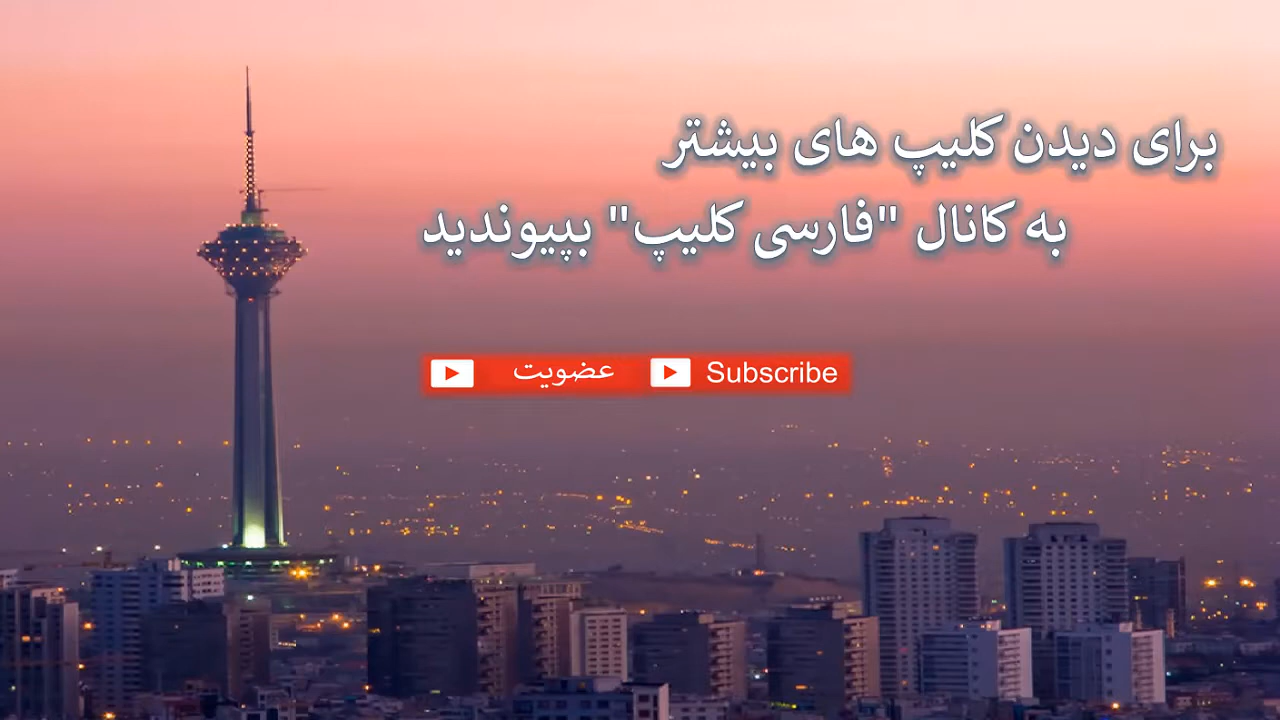 برای دیدن کلیپ های بیشتر
به کانال "فارسی کلیپ" بپیوندید
عضویت Subscribe